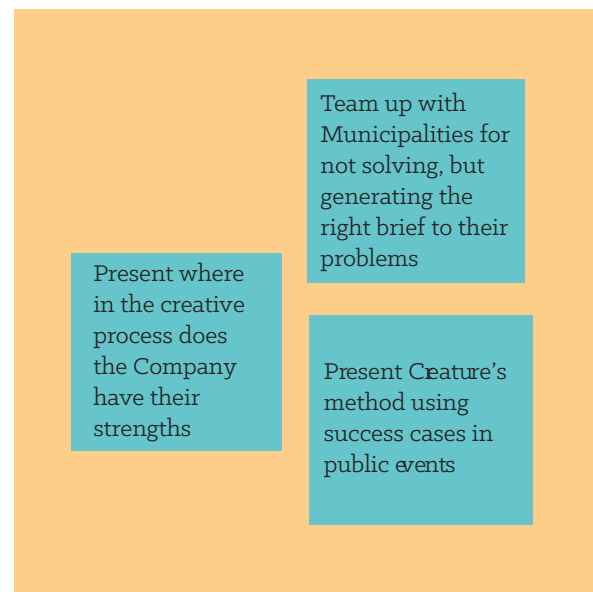 Team up with
Municipalities for
not solving, but
generating the
right brief to their
problems
Present where
in the creative
process does
the Company
have their
strengths
Present Creature's
method using
success cases in
public events